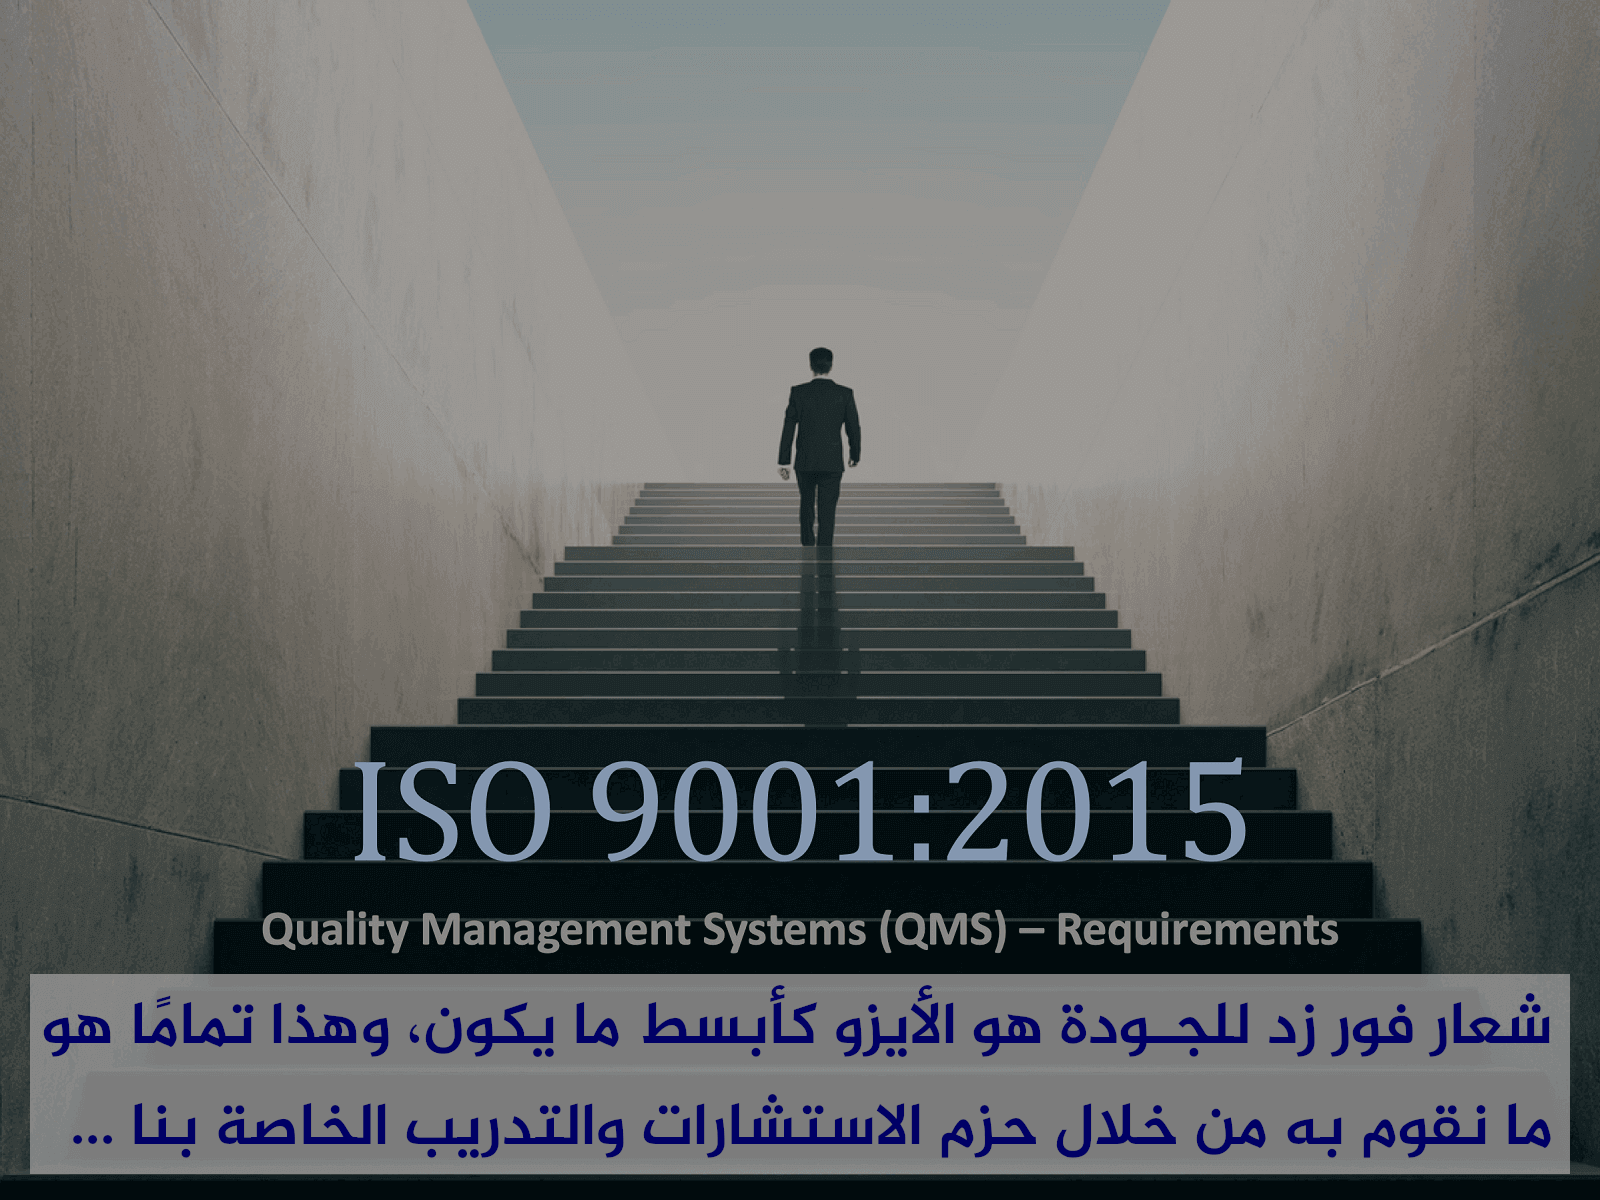 ISO 9001:2015
Quality Management Systems (QMS) – Requirements
شعار فور زد للجـودة هو الأيزو كأبسط ما يكون، وهذا تمامًا هو
ما نقوم به من خلال حزم الاستشارات والتدريب الخاصة بنا ...